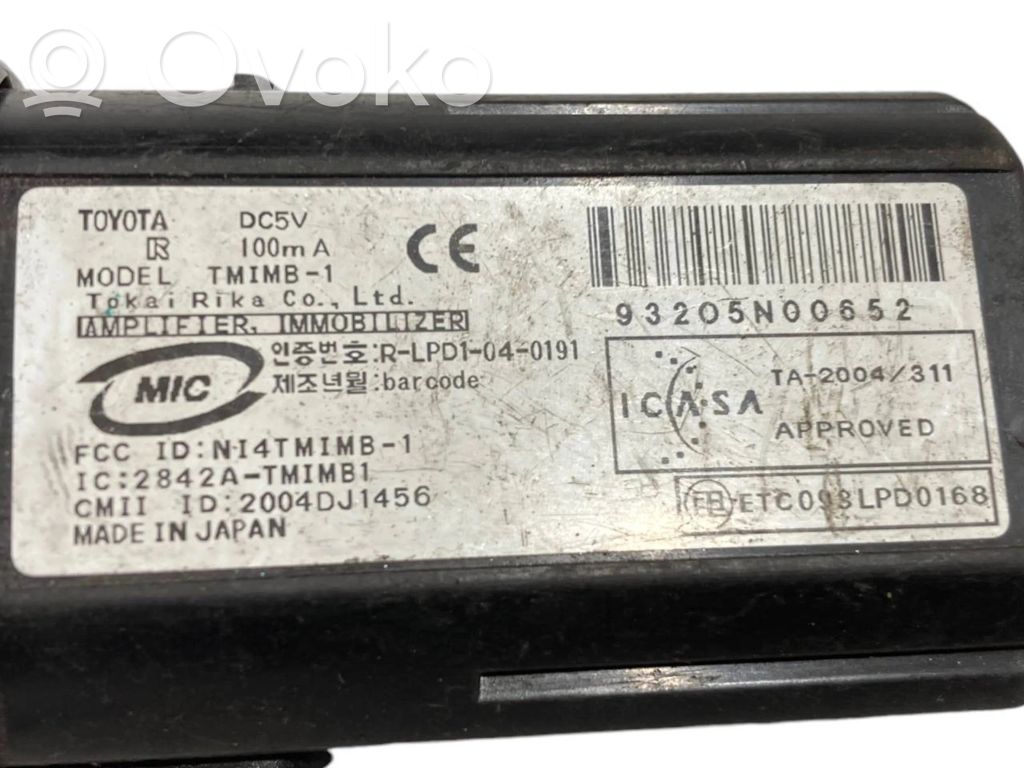 Ovoko
TOYOTA DC5V
R 100mA
MODEL TMIMB-1
Tokai Rika Co., Ltd.
AMPLIFIER, IMMOBILIZER
CE
93205N00652
MIC
인증번호:R-LPD1-04-0191
제조년월:barcode
ICASA
TA-2004/311
APPROVED
FCC ID:NI4TMIMB-1
IC:2842A-TMIMB1
CMII ID:2004DJ1456
MADE IN JAPAN
ETC093LPD0168